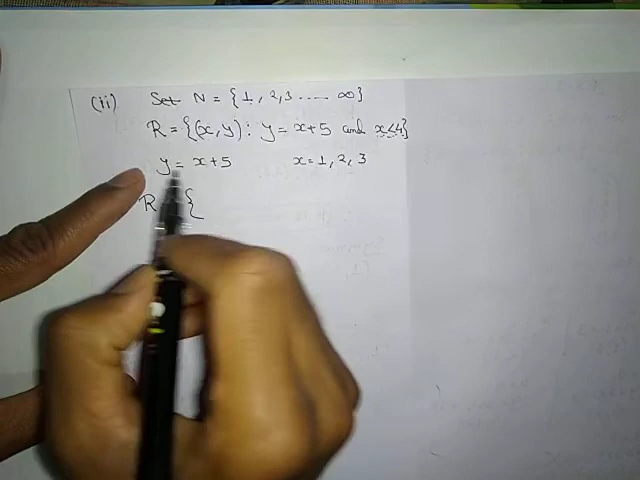 (ii) Set N = {1, 2, 3 ...... ∞}
R = {(x, y) : y = x+5 and x<4}
y = x+5 x = 1, 2, 3
R {